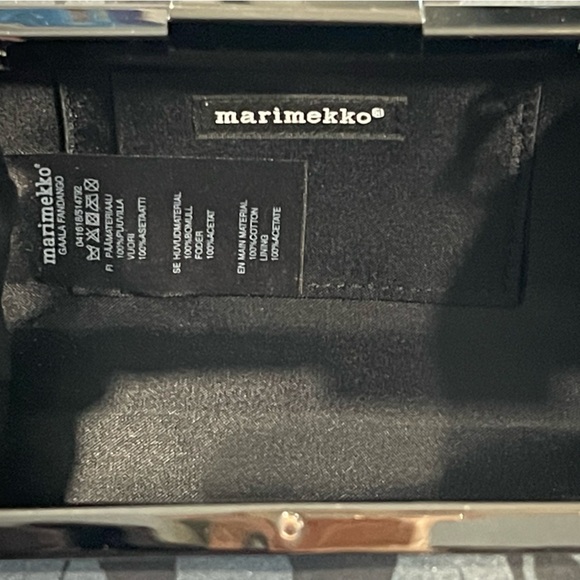 marimekko®
marimekko®
GAALA FANDANGO
041618/514792
FI PÄÄMATERIAALI
100%PUUVILLA
VUORI
100%ASETAATTI
SE HUVUDMATERIAL
100%BOMULL
FODER
100%ACETAT
EN MAIN MATERIAL
100%COTTON
LINING
100%ACETATE